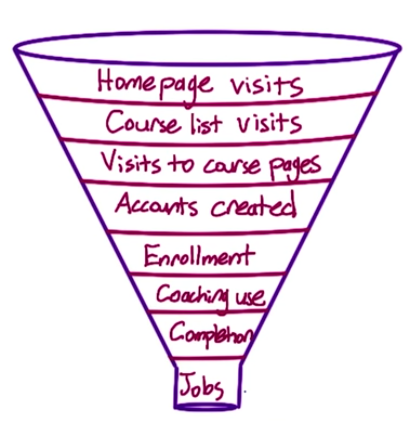 Homepage visits
Course list visits
Visits to course pages
Accounts created
Enrollment
Coaching use
Completion
Jobs